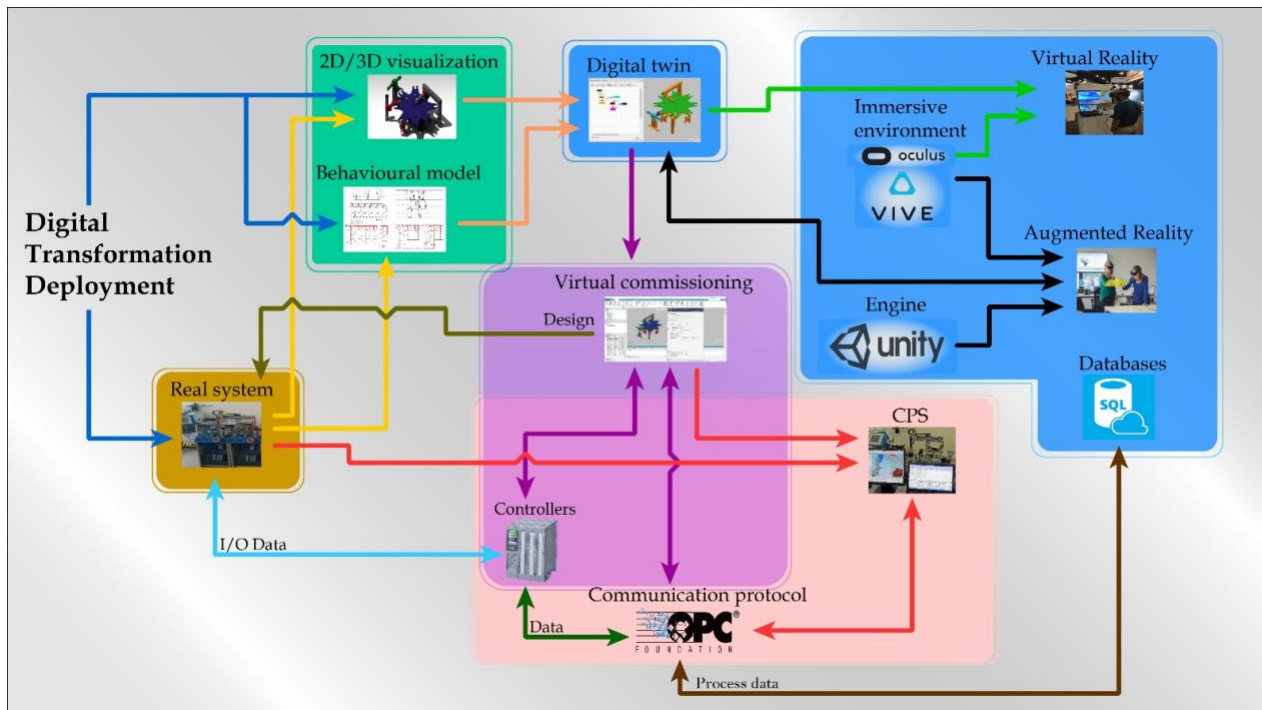 2D/3D visualization
Digital twin
Virtual Reality
Immersive
environment
oculus
VIVE
Behavioural model
Digital
Transformation
Deployment
Augmented Reality
Virtual commissioning
Design
Engine
unity
Real system
Databases
SQL
CPS
Controllers
I/O Data
Communication protocol
Data
OPC
FOUNDATION
®
Process data